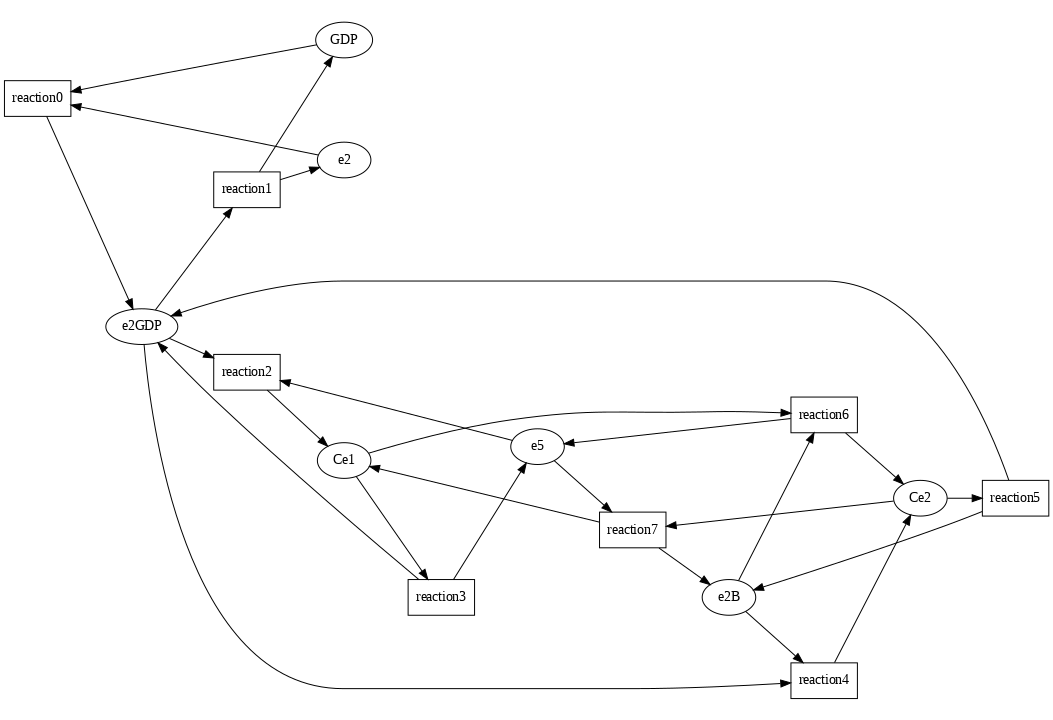 GDP
reaction0
e2
reaction1
e2GDP
reaction2
reaction6
e5
Ce1
Ce2
reaction5
reaction7
reaction3
e2B
reaction4